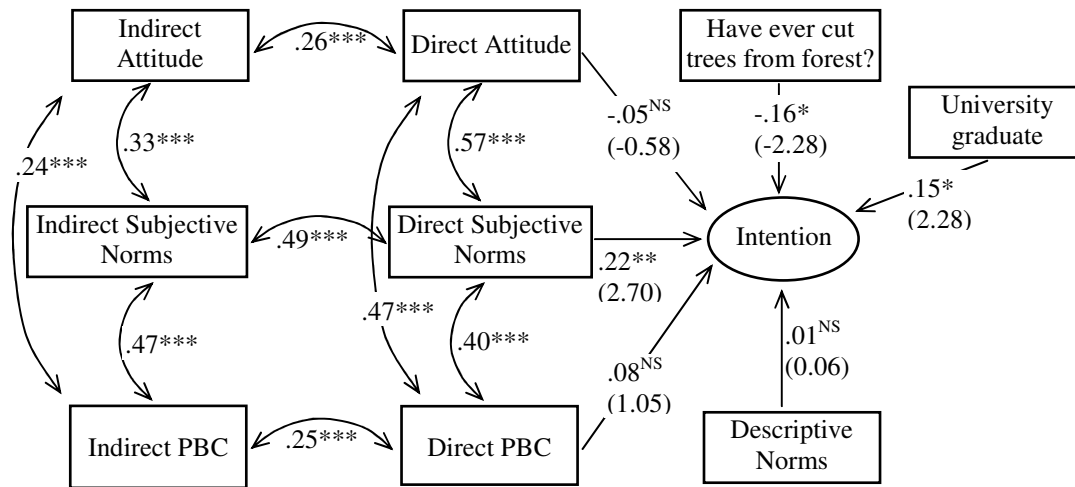 Indirect
Attitude
.26***
Direct Attitude
Have ever cut
trees from forest?
University
graduate
-.05NS
(-0.58)
-.16*
(-2.28)
.24***
.33***
.57***
.15*
(2.28)
Indirect Subjective
Norms
.49***
Direct Subjective
Norms
.22**
(2.70)
Intention
.47***
.47***
.40***
.08NS
(1.05)
.01NS
(0.06)
Indirect PBC
.25***
Direct PBC
Descriptive
Norms